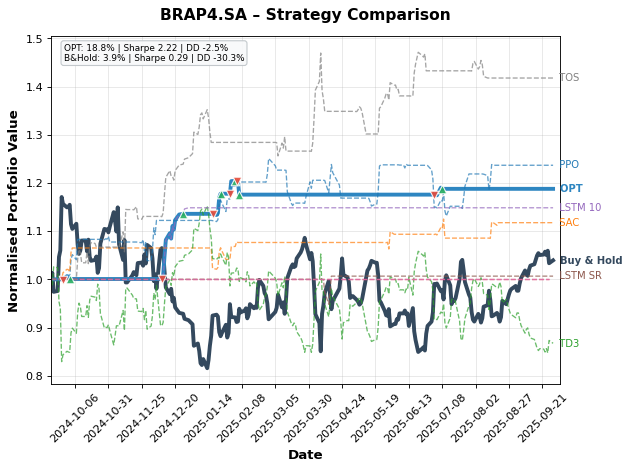 BRAP4.SA – Strategy Comparison
OPT: 18.8% | Sharpe 2.22 | DD -2.5%
B&Hold: 3.9% | Sharpe 0.29 | DD -30.3%
Normalised Portfolio Value
1.5
1.4
1.3
1.2
1.1
1.0
0.9
0.8
TOS
PPO
OPT
LSTM 10
SAC
Buy & Hold
LSTM SR
TD3
2024-10-06
2024-10-31
2024-11-25
2024-12-20
2025-01-14
2025-02-08
2025-03-05
2025-03-30
2025-04-24
2025-05-19
2025-06-13
2025-07-08
2025-08-02
2025-08-27
2025-09-21
Date